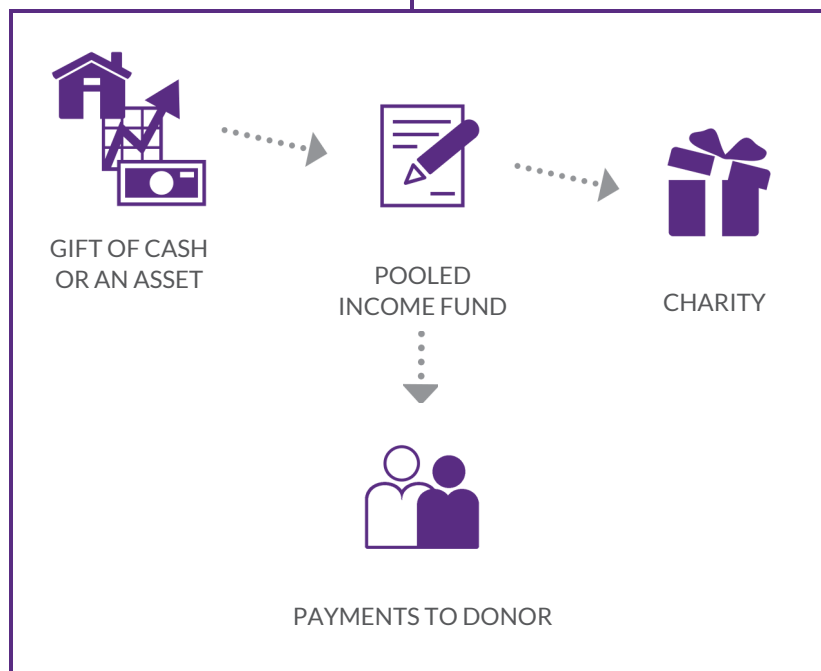 GIFT OF CASH
OR AN ASSET
POOLED
INCOME FUND
CHARITY
PAYMENTS TO DONOR